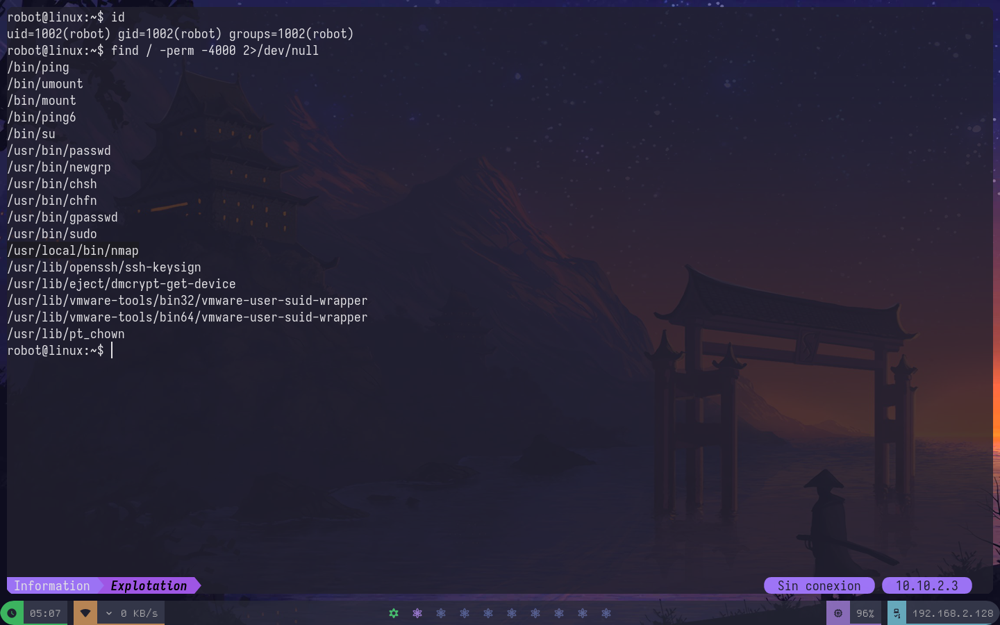 robot@linux:~$ id
uid=1002(robot) gid=1002(robot) groups=1002(robot)
robot@linux:~$ find / -perm -4000 2>/dev/null
/bin/ping
/bin/umount
/bin/mount
/bin/ping6
/bin/su
/usr/bin/passwd
/usr/bin/newgrp
/usr/bin/chsh
/usr/bin/chfn
/usr/bin/gpasswd
/usr/bin/sudo
/usr/local/bin/nmap
/usr/lib/openssh/ssh-keysign
/usr/lib/eject/dmcrypt-get-device
/usr/lib/vmware-tools/bin32/vmware-user-suid-wrapper
/usr/lib/vmware-tools/bin64/vmware-user-suid-wrapper
/usr/lib/pt_chown
robot@linux:~$
Information Explotation Sin conexion 10.10.2.3
05:07 0 KB/s 96% 192.168.2.128